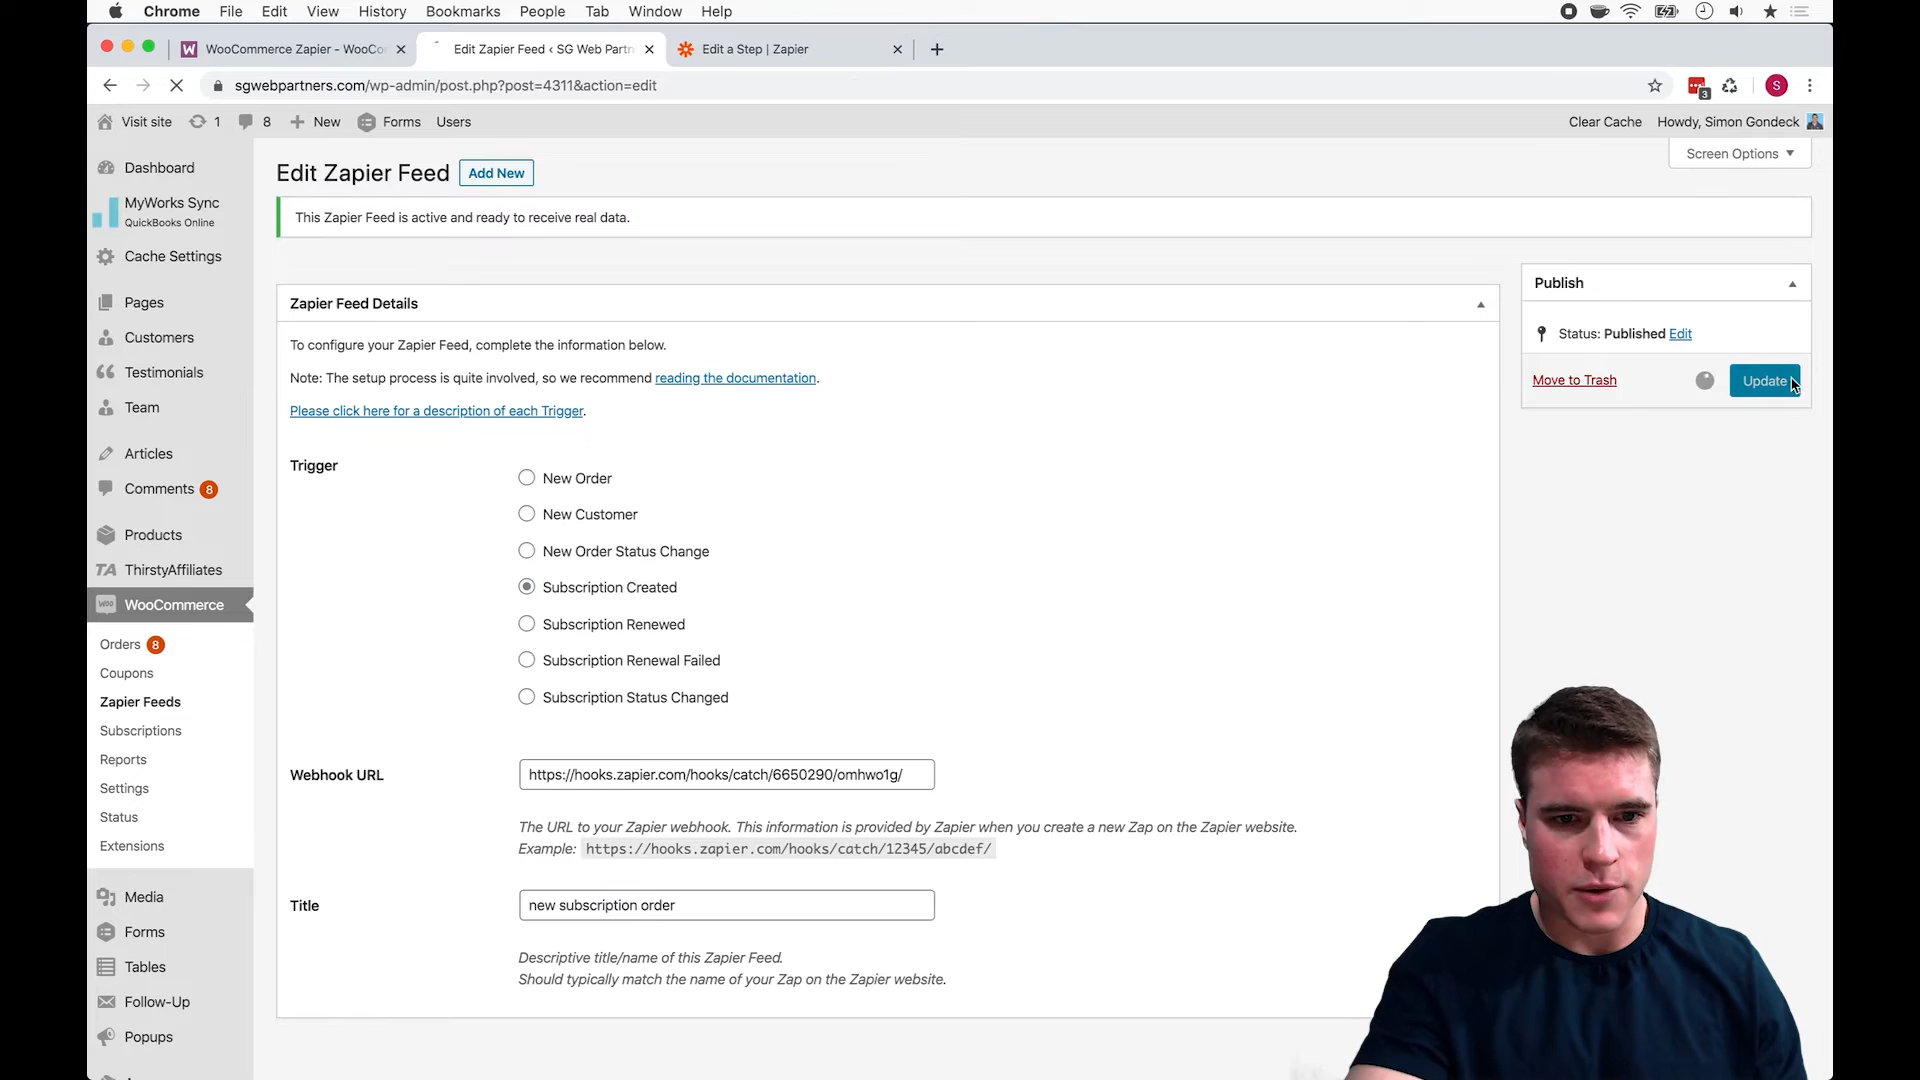 Chrome File Edit View History Bookmarks People Tab Window Help
WooCommerce Zapier - WooCo
Edit Zapier Feed ‹ SG Web Partn
Edit a Step | Zapier
sgwebpartners.com/wp-admin/post.php?post=4311&action=edit
3
S
Visit site 1 8 New Forms Users
Clear Cache Howdy, Simon Gondeck
Screen Options
Dashboard
MyWorks Sync
QuickBooks Online
Cache Settings
Pages
Customers
Testimonials
Team
Articles
Comments 8
Products
TA ThirstyAffiliates
WOO WooCommerce
Orders 8
Coupons
Zapier Feeds
Subscriptions
Reports
Settings
Status
Extensions
Media
Forms
Tables
Follow-Up
Popups
Edit Zapier Feed Add New
This Zapier Feed is active and ready to receive real data.
Zapier Feed Details
To configure your Zapier Feed, complete the information below.
Note: The setup process is quite involved, so we recommend reading the documentation.
Please click here for a description of each Trigger.
Trigger
New Order
New Customer
New Order Status Change
Subscription Created
Subscription Renewed
Subscription Renewal Failed
Subscription Status Changed
Webhook URL
https://hooks.zapier.com/hooks/catch/6650290/omhwo1g/
The URL to your Zapier webhook. This information is provided by Zapier when you create a new Zap on the Zapier website.
Example: https://hooks.zapier.com/hooks/catch/12345/abcdef/
Title
new subscription order
Descriptive title/name of this Zapier Feed.
Should typically match the name of your Zap on the Zapier website.
Publish
Status: Published Edit
Move to Trash
Update